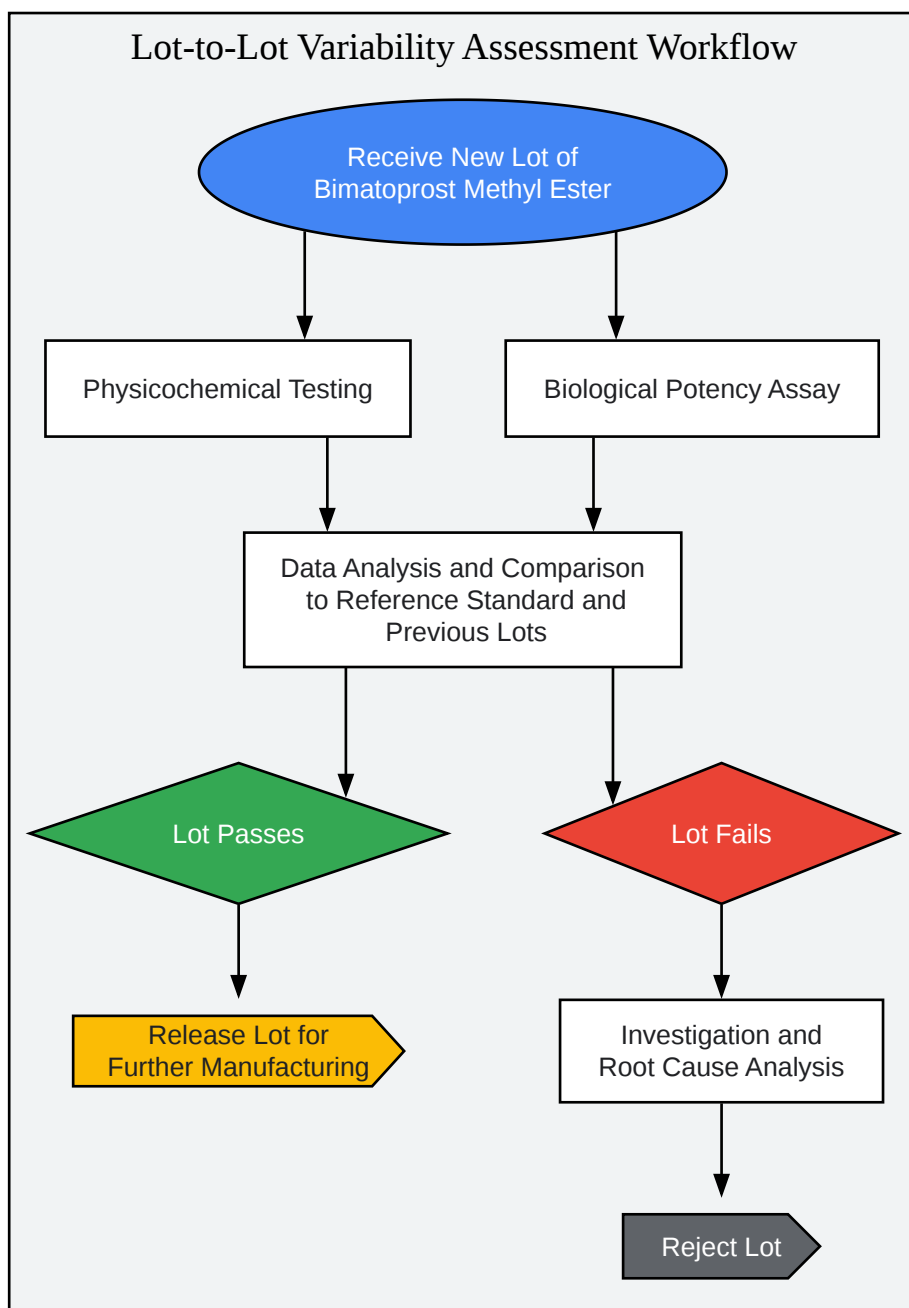 Lot-to-Lot Variability Assessment Workflow
Receive New Lot of
Bimatoprost Methyl Ester
Physicochemical Testing
Biological Potency Assay
Data Analysis and Comparison
to Reference Standard and
Previous Lots
Lot Passes
Lot Fails
Release Lot for
Further Manufacturing
Investigation and
Root Cause Analysis
Reject Lot